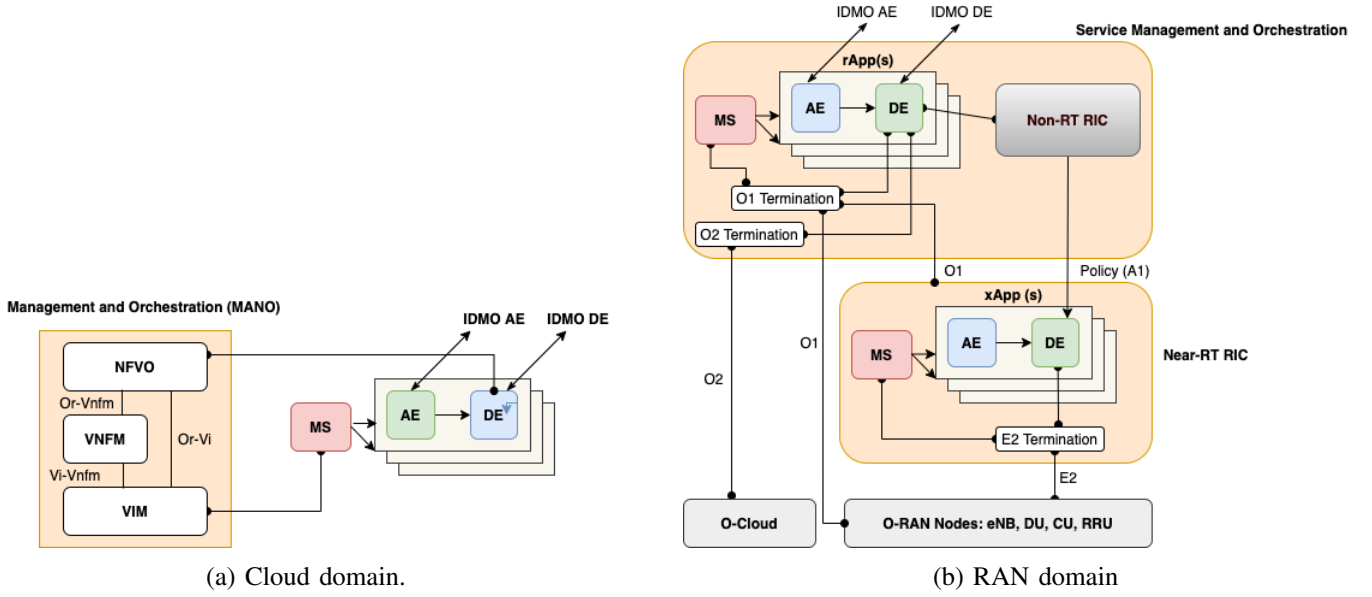 Management and Orchestration (MANO)
NFVO
Or-Vnfm
VNFM
Or-Vi
Vi-Vnfm
VIM
MS
IDMO AE
IDMO DE
AE
DE
(a) Cloud domain.
IDMO AE
IDMO DE
Service Management and Orchestration
rApp(s)
MS
AE
DE
Non-RT RIC
O1 Termination
O2 Termination
O1
Policy (A1)
xApp (s)
MS
AE
DE
Near-RT RIC
O1
O2
E2 Termination
E2
O-Cloud
O-RAN Nodes: eNB, DU, CU, RRU
(b) RAN domain